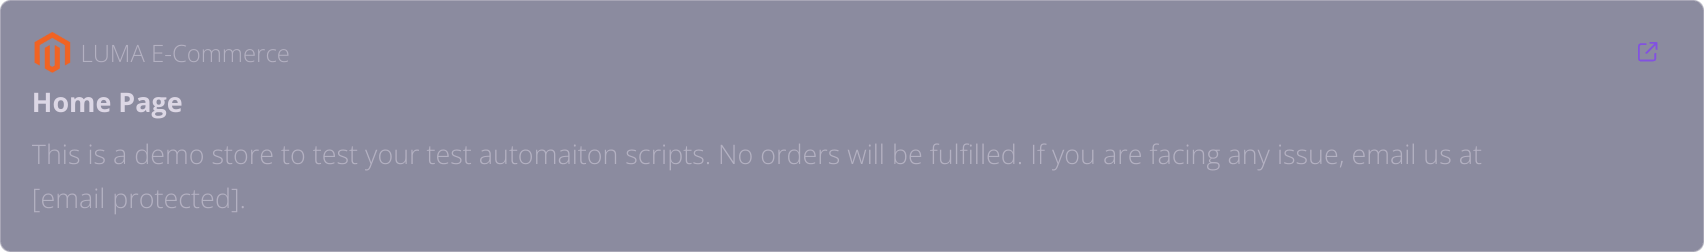 LUMA E-Commerce
Home Page
This is a demo store to test your test automaiton scripts. No orders will be fulfilled. If you are facing any issue, email us at
[email protected].